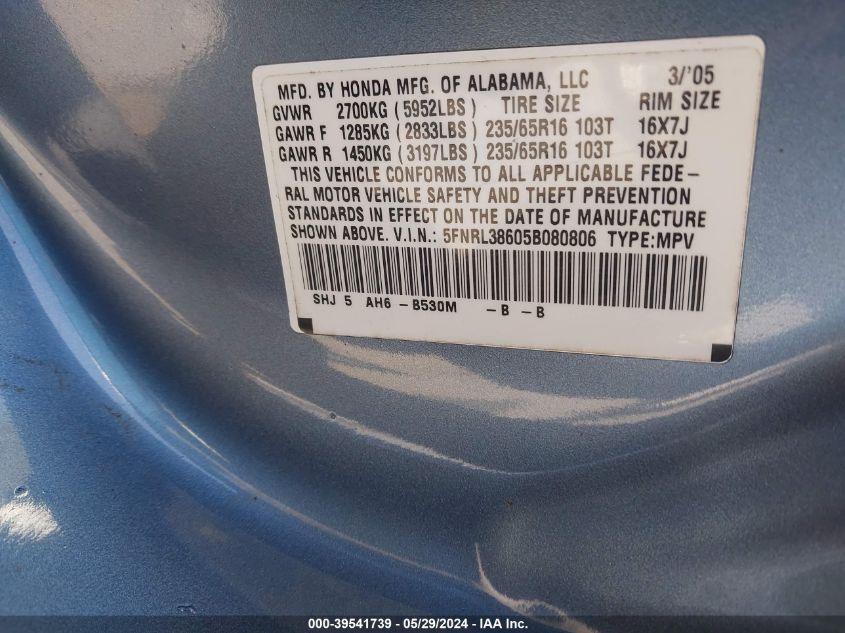 MFD. BY HONDA MFG. OF ALABAMA, LLC 3/'05
GVWR 2700KG (5952LBS) TIRE SIZE RIM SIZE
GAWR F 1285KG (2833LBS) 235/65R16 103T 16X7J
GAWR R 1450KG (3197LBS) 235/65R16 103T 16X7J
THIS VEHICLE CONFORMS TO ALL APPLICABLE FEDE-
RAL MOTOR VEHICLE SAFETY AND THEFT PREVENTION
STANDARDS IN EFFECT ON THE DATE OF MANUFACTURE
SHOWN ABOVE. V.I.N.: 5FNRL38605B080806 TYPE:MPV
SHJ 5 AH6 -B530M -B -B
000-39541739 - 05/29/2024 - IAA Inc.